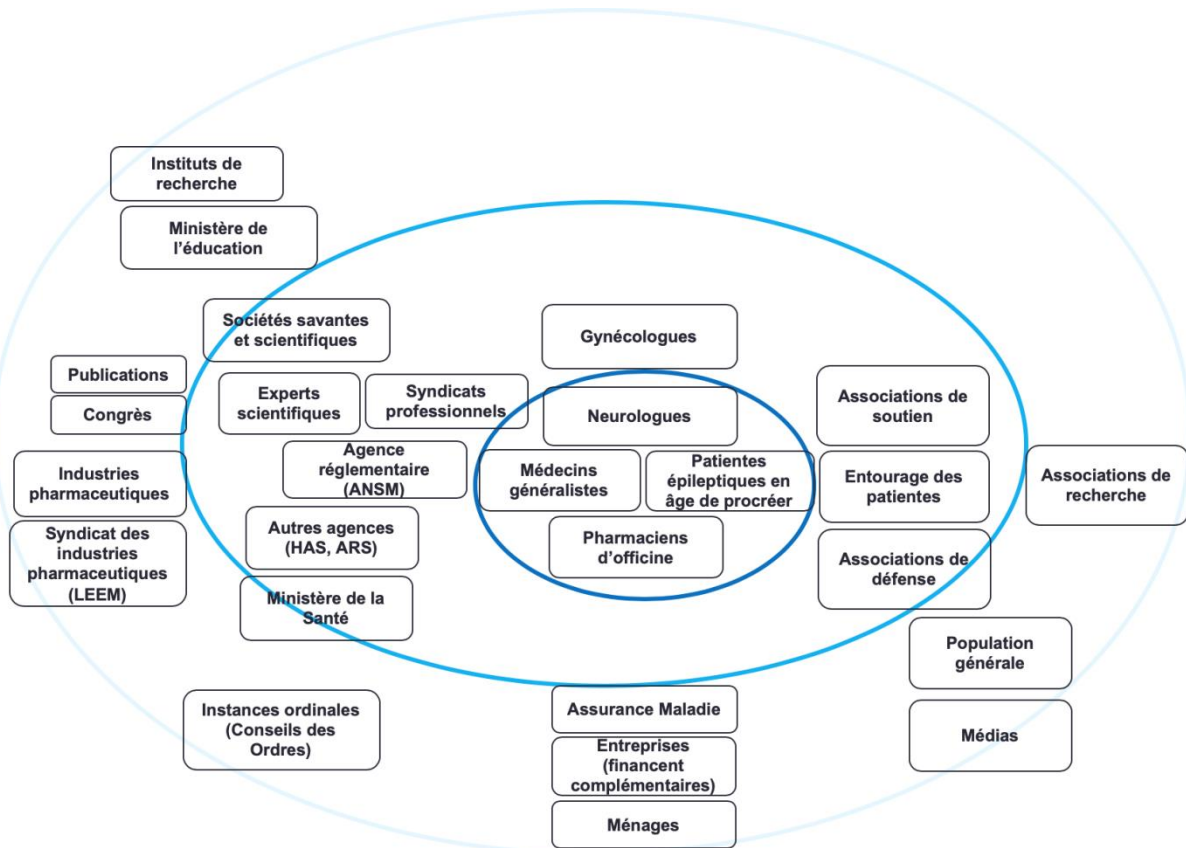 Instituts de
recherche
Ministère de
l'éducation
Sociétés savantes
et scientifiques
Gynécologues
Publications
Congrès
Experts
scientifiques
Syndicats
professionnels
Neurologues
Associations de
soutien
Industries
pharmaceutiques
Agence
réglementaire
(ANSM)
Médecins
généralistes
Patientes
épileptiques en
âge de procréer
Entourage des
patientes
Associations de
recherche
Syndicat des
industries
pharmaceutiques
(LEEM)
Autres agences
(HAS, ARS)
Pharmaciens
d'officine
Associations de
défense
Ministère de la
Santé
Population
générale
Instances ordinales
(Conseils des
Ordres)
Assurance Maladie
Médias
Entreprises
(financent
complémentaires)
Ménages